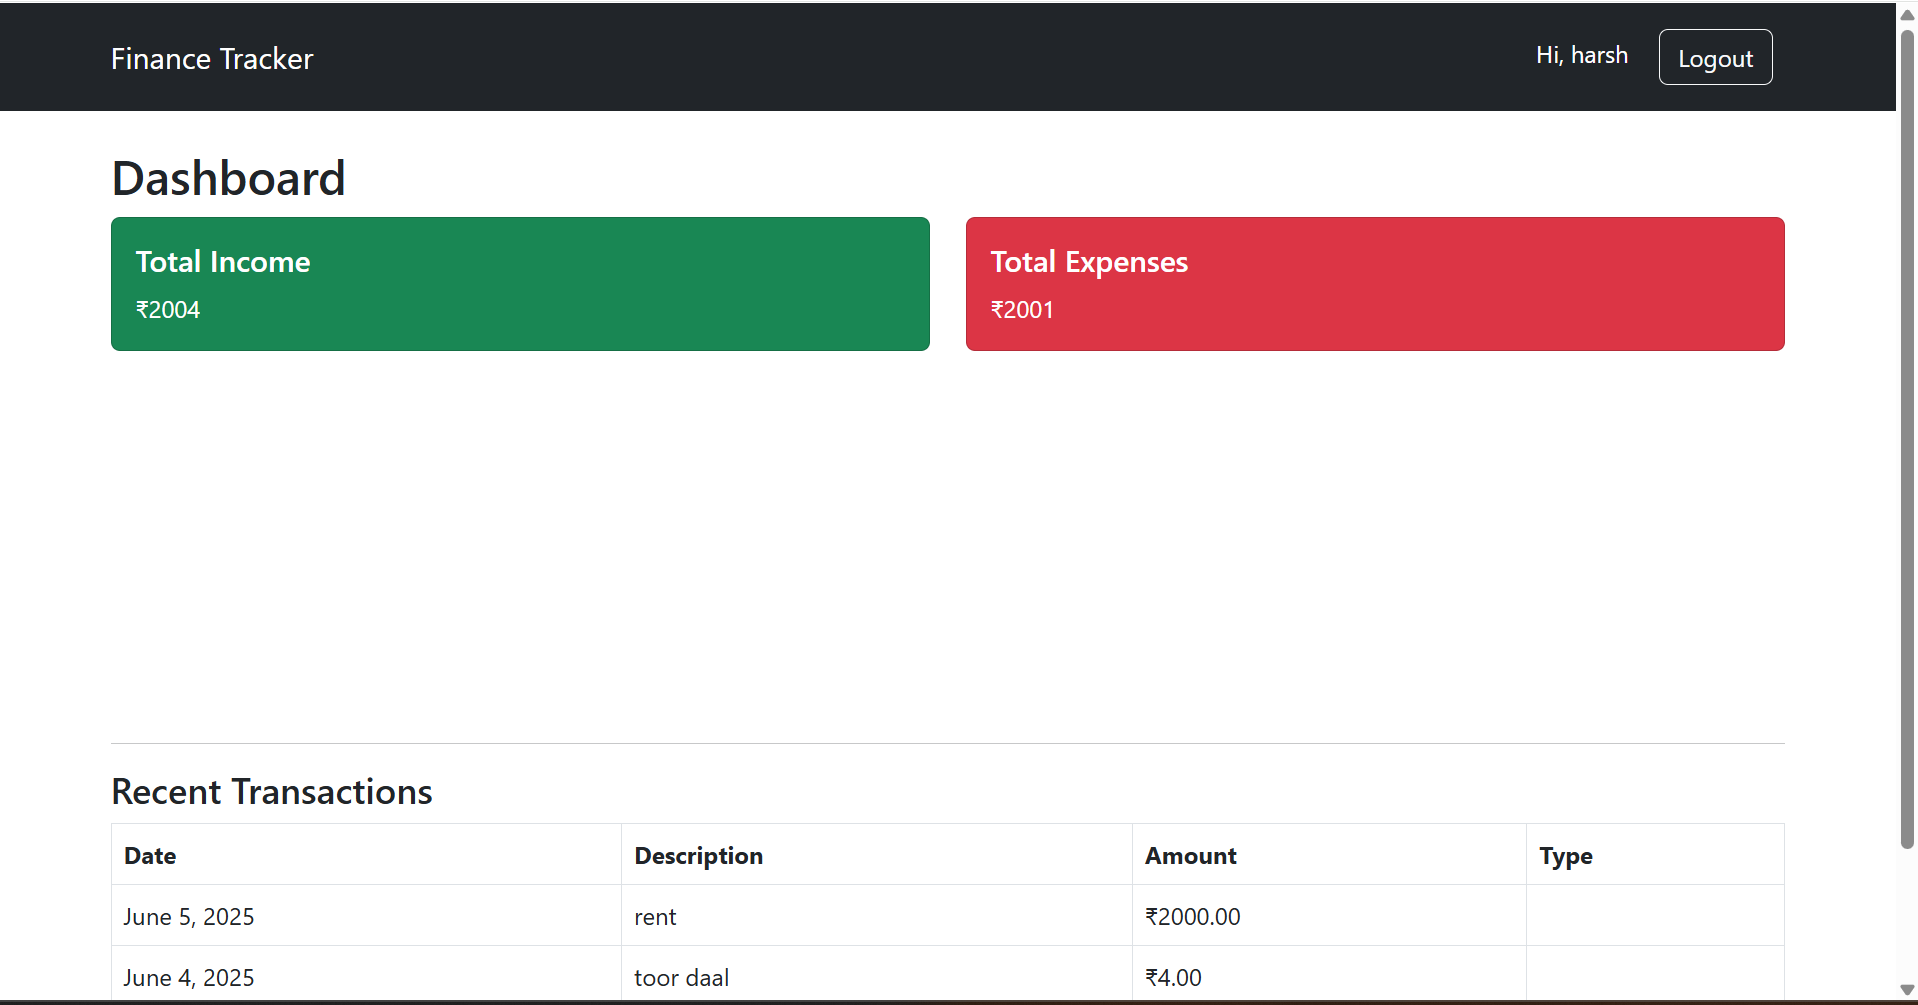 Finance Tracker
Hi, harsh
Logout
Dashboard
Total Income
₹2004
Total Expenses
₹2001
Recent Transactions
Date Description Amount Type
June 5, 2025 rent ₹2000.00
June 4, 2025 toor daal ₹4.00